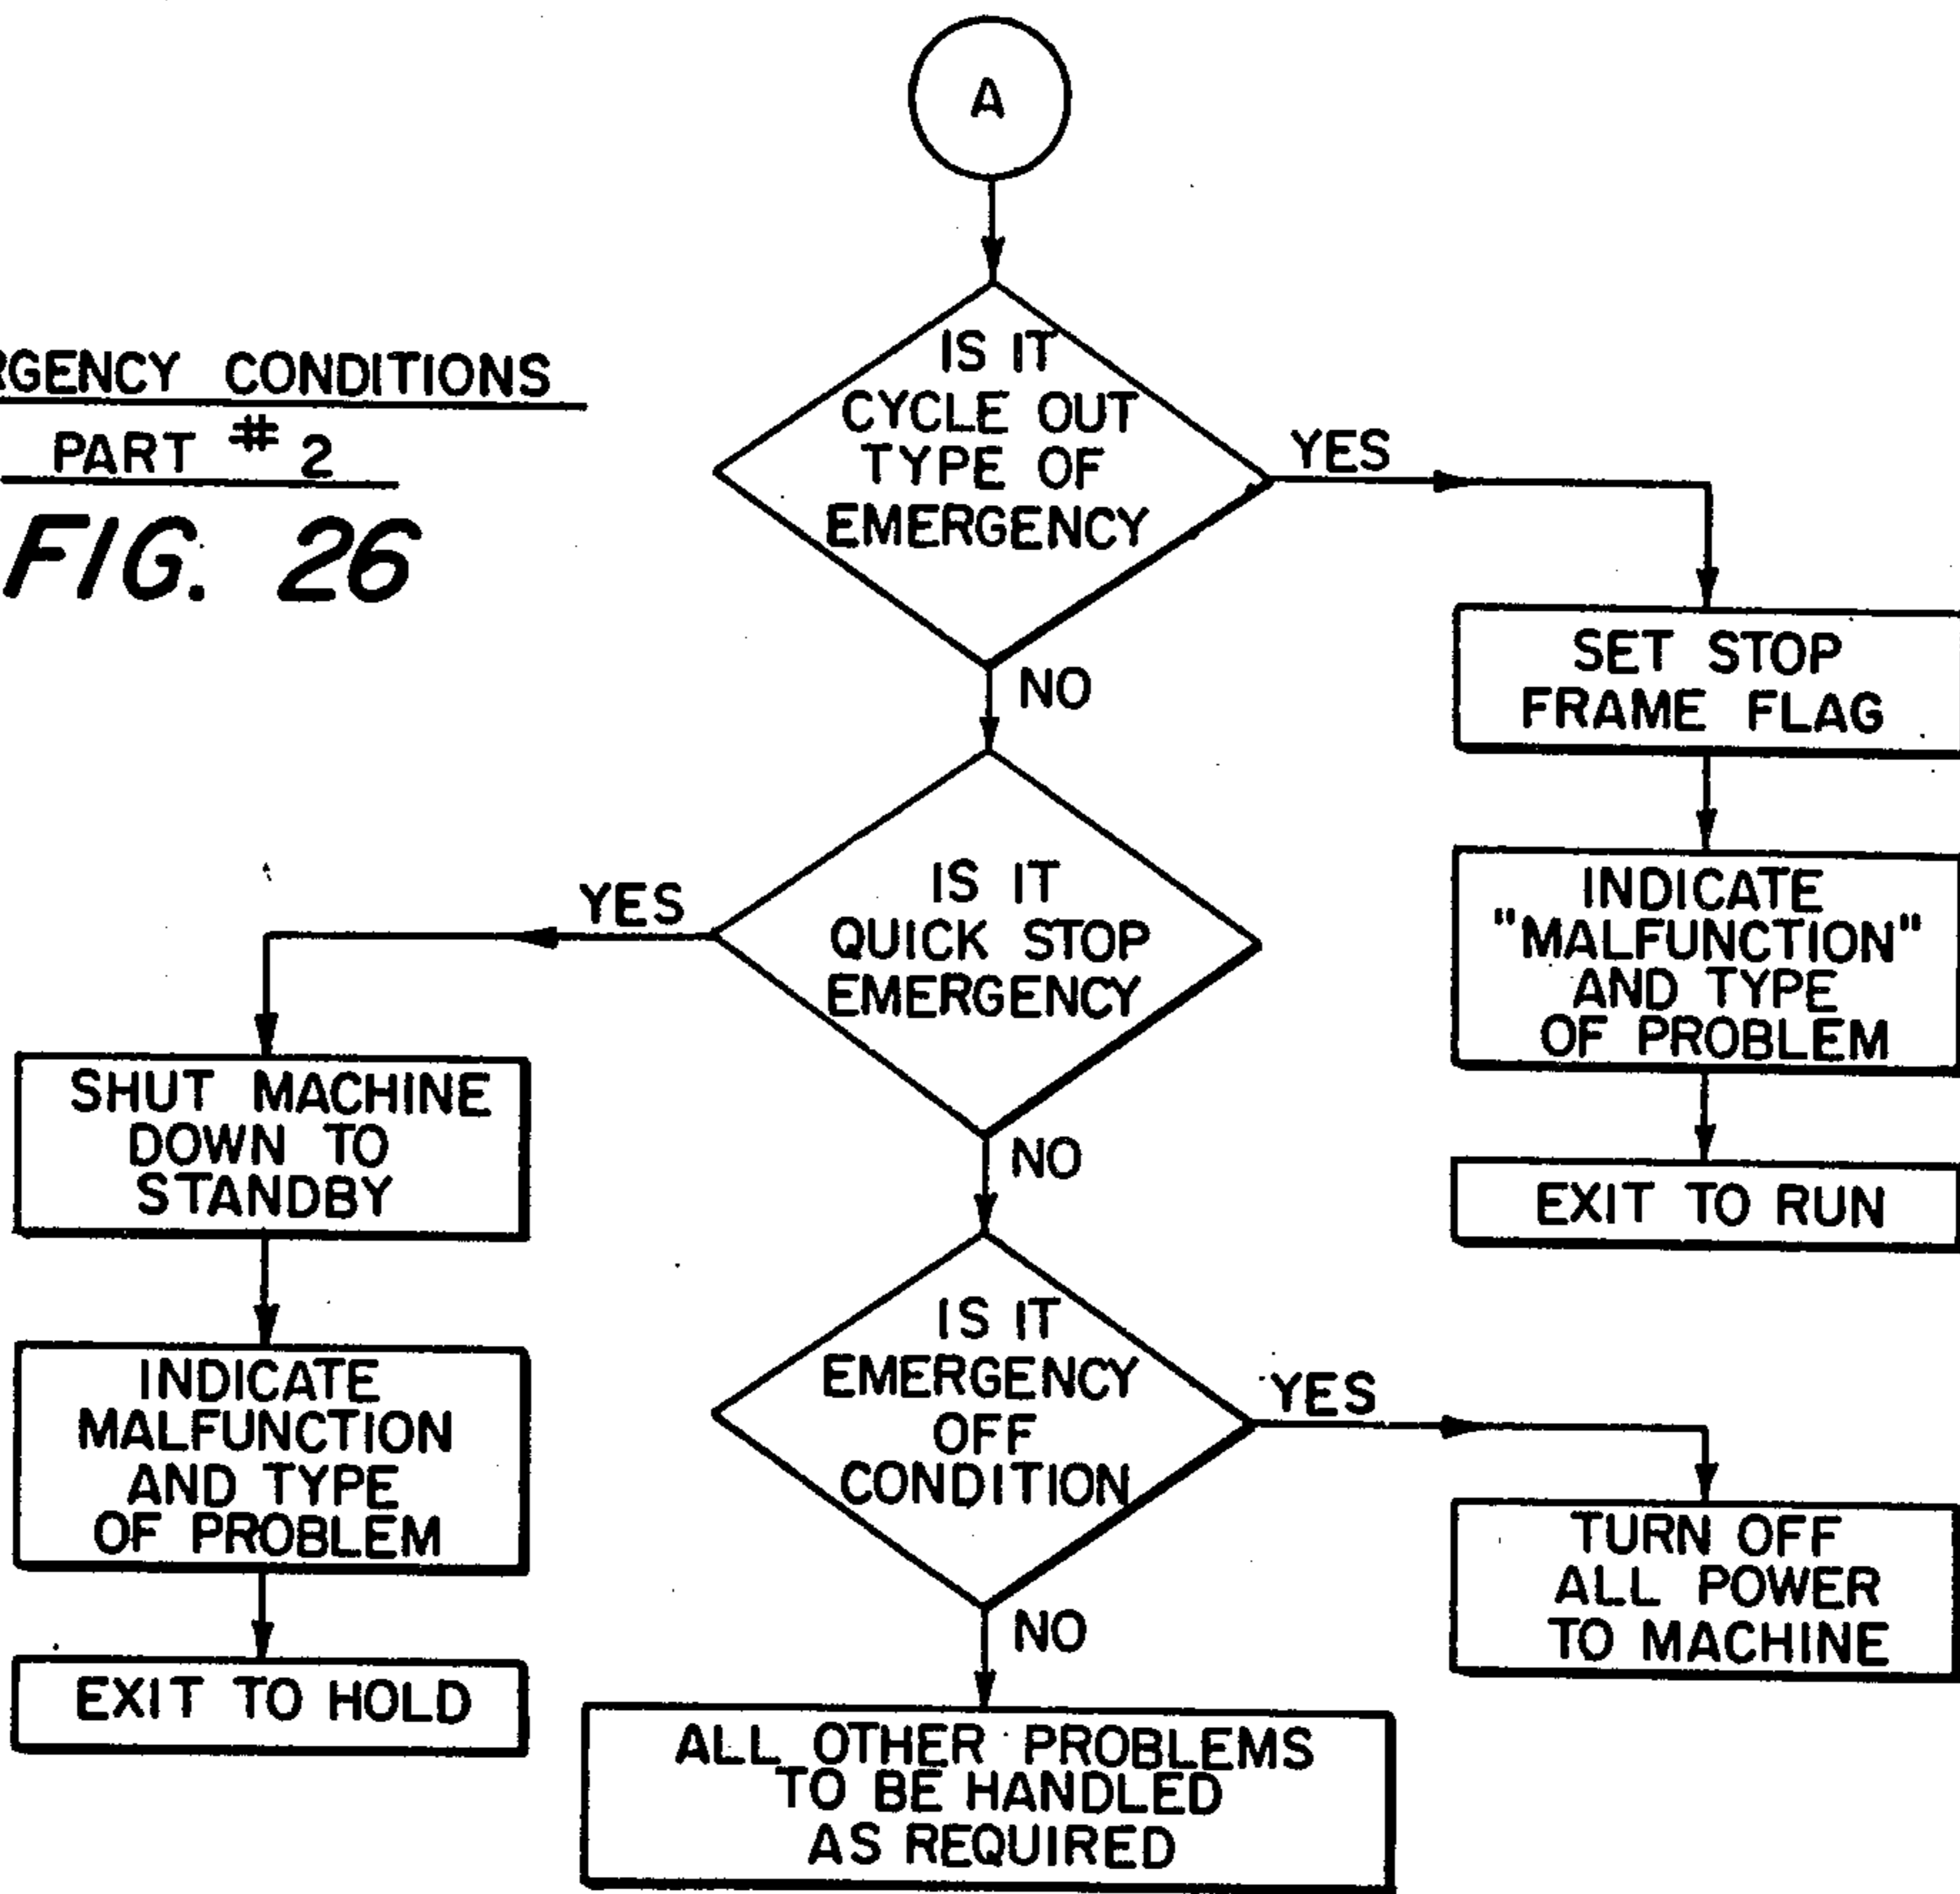 A
IS IT
CYCLE OUT
TYPE OF
EMERGENCY
YES
NO
RGENCY CONDITIONS
PART # 2
FIG. 26
SET STOP
FRAME FLAG
INDICATE
"MALFUNCTION"
AND TYPE
OF PROBLEM
EXIT TO RUN
IS IT
QUICK STOP
EMERGENCY
YES
NO
SHUT MACHINE
DOWN TO
STANDBY
INDICATE
MALFUNCTION
AND TYPE
OF PROBLEM
EXIT TO HOLD
IS IT
EMERGENCY
OFF
CONDITION
YES
NO
TURN OFF
ALL POWER
TO MACHINE
ALL OTHER PROBLEMS
TO BE HANDLED
AS REQUIRED